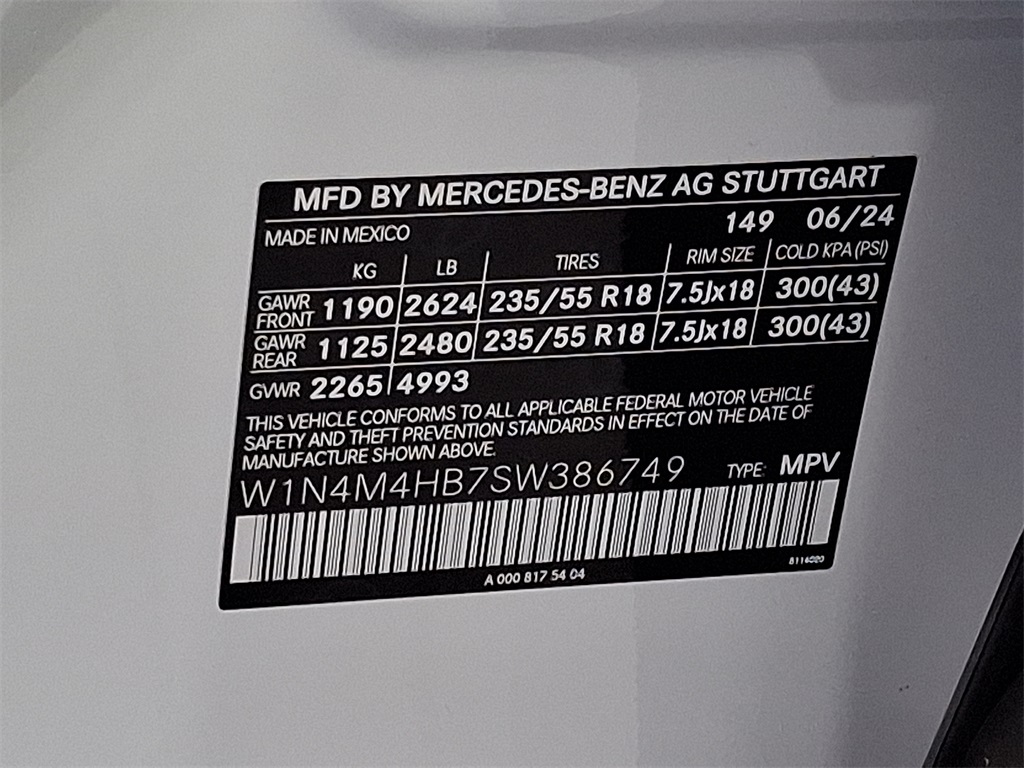 MFD BY MERCEDES-BENZ AG STUTTGART
MADE IN MEXICO 149 06/24
KG LB TIRES RIM SIZE COLD KPA (PSI)
GAWR FRONT 1190 2624 235/55 R18 7.5Jx18 300(43)
GAWR REAR 1125 2480 235/55 R18 7.5Jx18 300(43)
GVWR 2265 4993
THIS VEHICLE CONFORMS TO ALL APPLICABLE FEDERAL MOTOR VEHICLE
SAFETY AND THEFT PREVENTION STANDARDS IN EFFECT ON THE DATE OF
MANUFACTURE SHOWN ABOVE.
W1N4M4HB7SW386749 TYPE: MPV
A 000 817 54 04